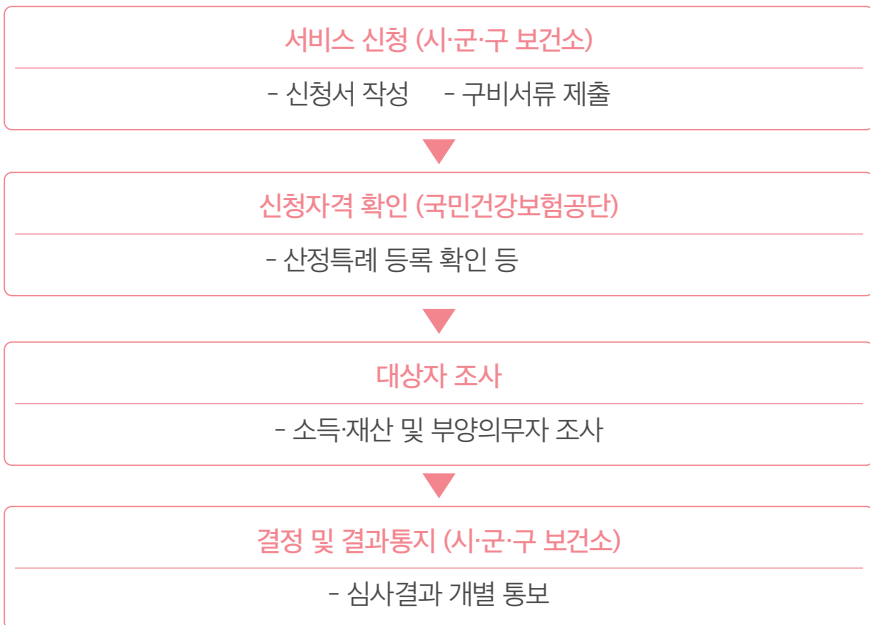 서비스 신청 (시·군·구 보건소)
- 신청서 작성 - 구비서류 제출
신청자격 확인 (국민건강보험공단)
- 산정특례 등록 확인 등
대상자 조사
- 소득·재산 및 부양의무자 조사
결정 및 결과통지 (시·군·구 보건소)
- 심사결과 개별 통보